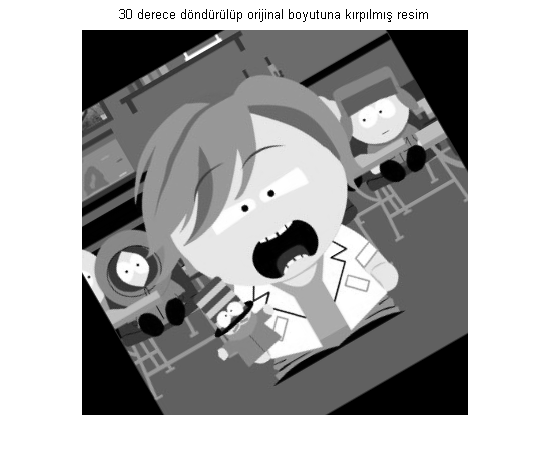 30 derece döndürülüp orijinal boyutuna kırpılmış resim